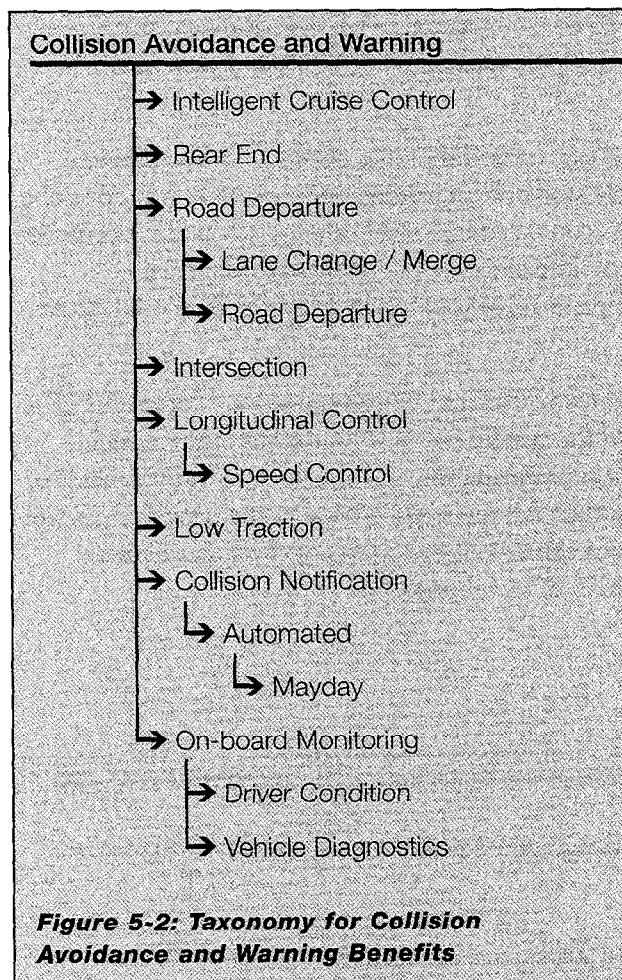 Collision Avoidance and Warning
Intelligent Cruise Control
Rear End
Road Departure
Lane Change / Merge
Road Departure
Intersection
Longitudinal Control
Speed Control
Low Traction
Collision Notification
Automated
Mayday
On-board Monitoring
Driver Condition
Vehicle Diagnostics
Figure 5-2: Taxonomy for Collision
Avoidance and Warning Benefits